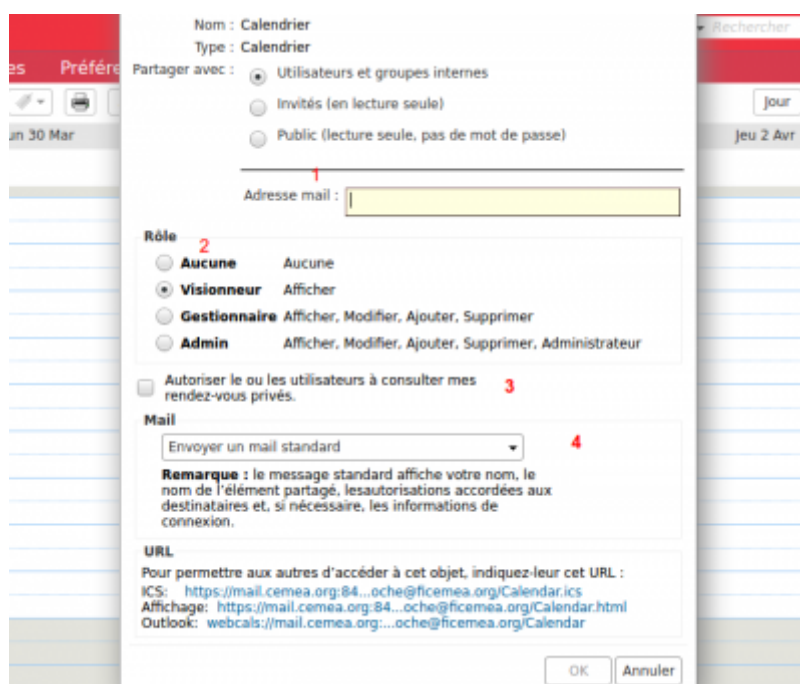 Nom : Calendrier
Rechercher
Type : Calendrier
es Préfére
Partager avec : Utilisateurs et groupes internes
Invités (en lecture seule)
Jour
Public (lecture seule, pas de mot de passe)
un 30 Mar
Jeu 2 Avr
1
Adresse mail :
Rôle
2
Aucune Aucune
Visionneur Afficher
Gestionnaire Afficher, Modifier, Ajouter, Supprimer
Admin Afficher, Modifier, Ajouter, Supprimer, Administrateur
Autoriser le ou les utilisateurs à consulter mes
rendez-vous privés.
3
Mail
Envoyer un mail standard
4
Remarque : le message standard affiche votre nom, le
nom de l'élément partagé, lesautorisations accordées aux
destinataires et, si nécessaire, les informations de
connexion.
URL
Pour permettre aux autres d'accéder à cet objet, indiquez-leur cet URL :
ICS: https://mail.cemea.org:84...oche@ficemea.org/Calendar.ics
Affichage: https://mail.cemea.org:84...oche@ficemea.org/Calendar.html
Outlook: webcals://mail.cemea.org:...oche@ficemea.org/Calendar
OK Annuler